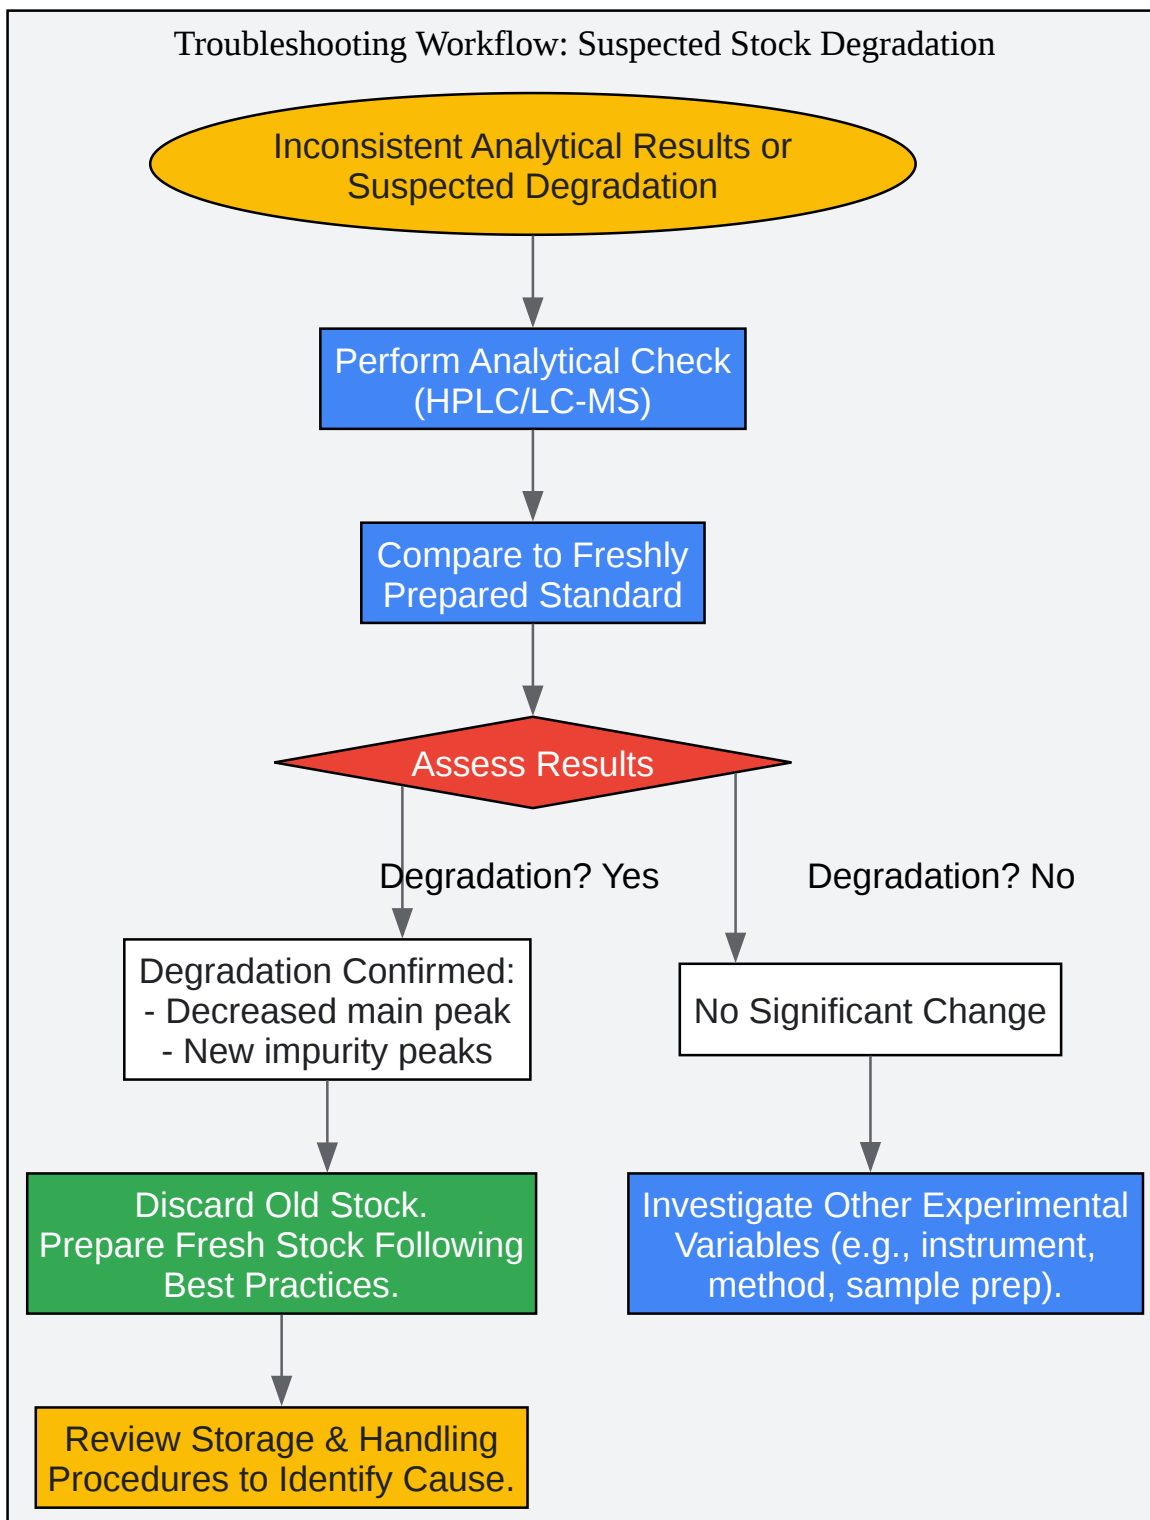 Troubleshooting Workflow: Suspected Stock Degradation
Inconsistent Analytical Results or
Suspected Degradation
Perform Analytical Check
(HPLC/LC-MS)
Compare to Freshly
Prepared Standard
Assess Results
Degradation? Yes
Degradation? No
Degradation Confirmed:
- Decreased main peak
- New impurity peaks
No Significant Change
Discard Old Stock.
Prepare Fresh Stock Following
Best Practices.
Investigate Other Experimental
Variables (e.g., instrument,
method, sample prep).
Review Storage & Handling
Procedures to Identify Cause.